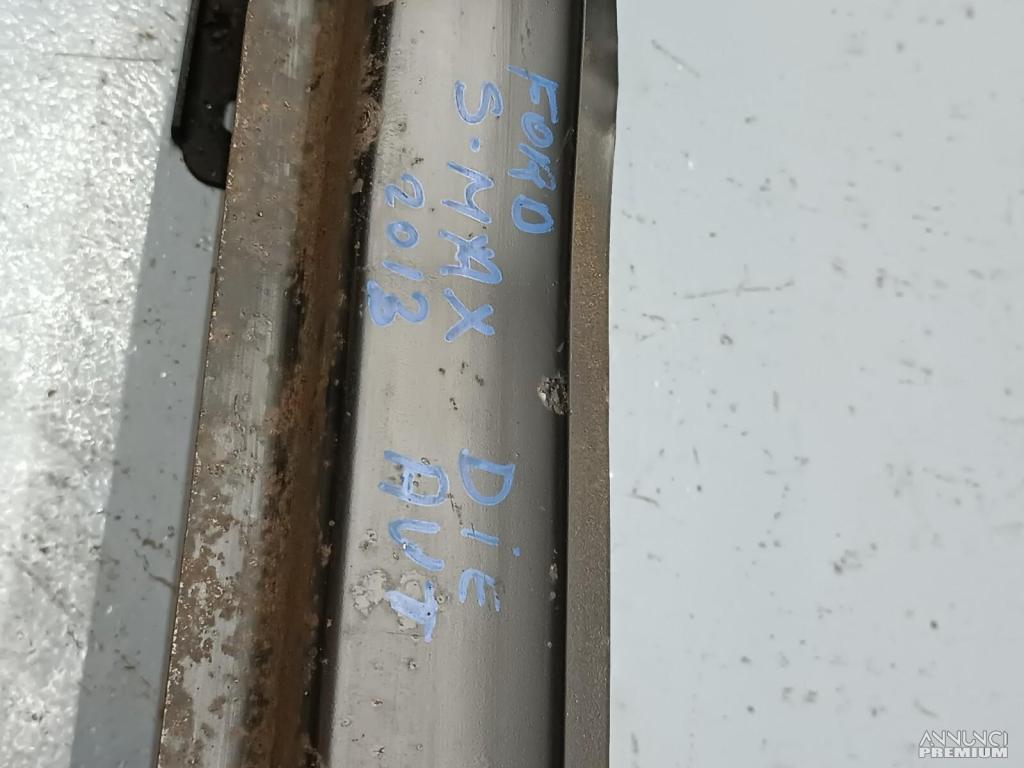 FORD
S.MAX DIE
2013 AUT
ANNUNCI
PREMIUM